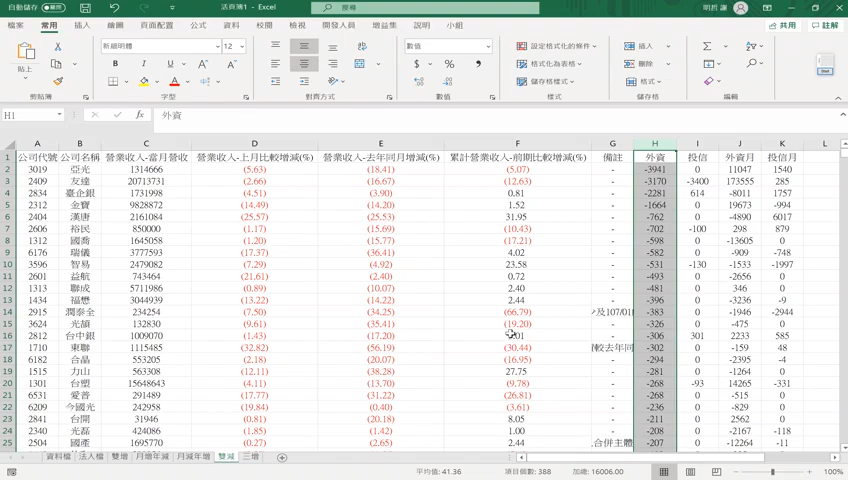 自動儲存 關閉 活頁簿1 - Excel 搜尋 明哲 謝
檔案 常用 插入 繪圖 頁面配置 公式 資料 校閱 檢視 開發人員 增益集 說明 小組 共用 註解
貼上 新細明體 12 B I U A A 數值 $ % 設定格式化的條件 插入
格式化為表格 刪除
儲存格樣式 格式
剪貼簿 字型 對齊方式 數值 樣式 儲存格 編輯
H1 fx 外資
A B C D E F G H I J K L
1 公司代號 公司名稱 營業收入-當月營收 營業收入-上月比較增減(%) 營業收入-去年同月增減(%) 累計營業收入-前期比較增減(%) 備註 外資 投信 外資月 投信月
2 3019 亞光 1314666 (5.63) (18.41) (5.07) - -3941 0 11047 1540
3 2409 友達 20713731 (2.66) (16.67) (12.63) - -3170 -3400 173555 285
4 2834 臺企銀 1731998 (4.51) (3.90) 0.81 - -2281 614 -8011 1757
5 2312 金寶 9828872 (14.49) (14.20) 1.52 - -1664 0 19673 -994
6 2404 漢唐 2161084 (25.57) (25.53) 31.95 - -762 0 -4890 6017
7 2606 裕民 850000 (1.17) (15.69) (10.43) - -702 -100 298 879
8 1312 國喬 1645058 (1.20) (15.77) (17.21) - -598 0 -13605 0
9 6176 瑞儀 3777593 (17.37) (36.41) 4.02 - -582 0 -909 -748
10 3596 智易 2479082 (7.29) (4.92) 23.58 - -531 -130 -1533 -1997
11 2601 益航 743464 (21.61) (2.40) 0.72 - -493 0 -2656 0
12 1313 聯成 5711986 (0.89) (10.07) 2.40 - -481 0 346 0
13 1434 福懋 3044939 (13.22) (14.22) 2.44 - -396 0 -3236 -9
14 2915 潤泰全 234254 (7.50) (34.25) (66.79) 及107/01 -383 0 -1946 -2944
15 3624 光頡 132830 (9.61) (35.41) (19.20) - -326 0 -475 0
16 2812 台中銀 1009070 (1.43) (17.20) .01 - -306 301 2233 585
17 1710 東聯 1115485 (32.82) (56.19) (30.44) 較去年同 -302 0 -159 48
18 6182 合晶 553205 (2.18) (20.07) (16.95) - -294 0 -2395 -4
19 1515 力山 563308 (12.11) (38.28) 27.75 - -281 0 -1264 0
20 1301 台塑 15648643 (4.11) (13.70) (9.78) - -268 -93 14265 -331
21 6531 愛普 291489 (17.77) (31.22) (26.81) - -268 0 -234 0
22 6209 今國光 242958 (19.84) (0.40) (3.61) - -236 0 -829 0
23 2841 台開 31946 (0.81) (20.18) 8.05 - -211 0 2562 0
24 2340 光磊 424086 (1.85) (1.42) 1.00 - -208 0 -2167 -118
25 2504 國產 1695770 (0.27) (2.65) 2.44 合併主體 -207 0 -12264 -11
資料檔 法人檔 雙增 月增年減 月減年增 雙減 三增
平均值: 41.36 項目個數: 388 加總: 16006.00 100%